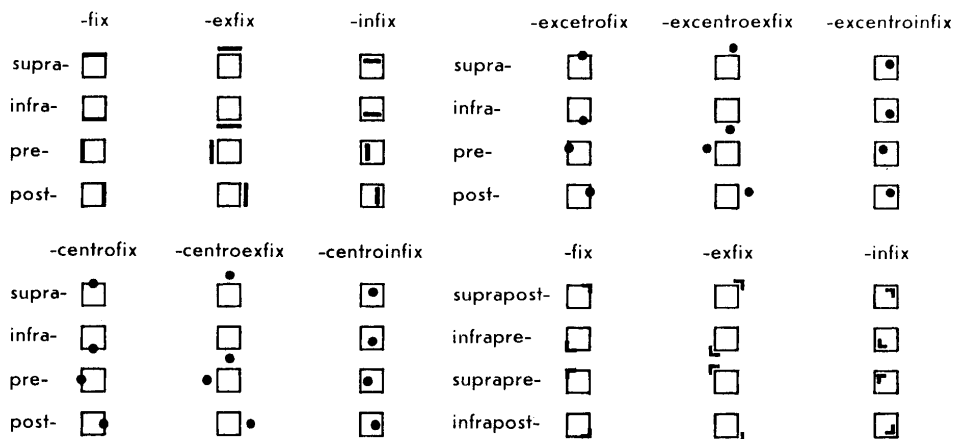 -fix -exfix -infix
supra-
infra-
pre-
post-
-excetrofix -excentroexfix -excentroinfix
supra-
infra-
pre-
post-
-centrofix -centroexfix -centroinfix
supra-
infra-
pre-
post-
-fix -exfix -infix
suprapost-
infrapre-
suprapre-
infrapost-